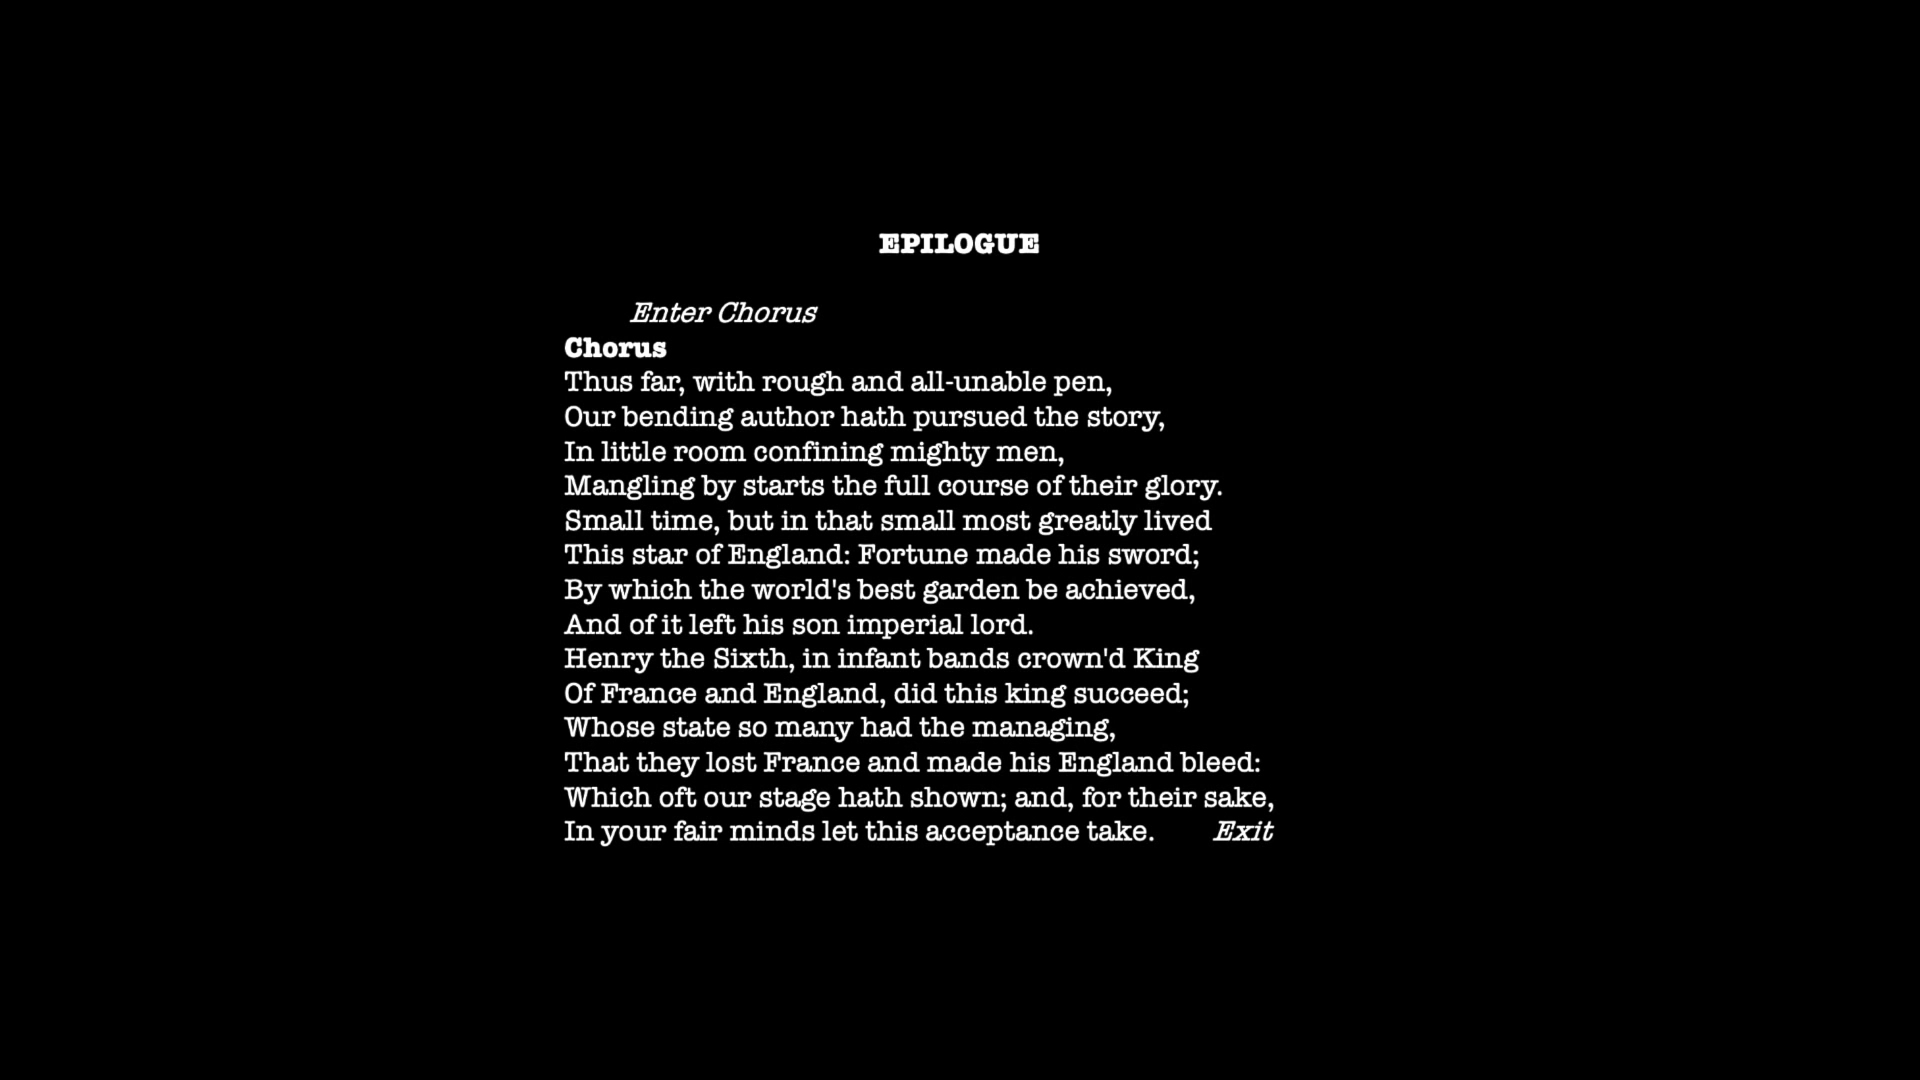 EPILOGUE
Enter Chorus
Chorus
Thus far, with rough and all-unable pen,
Our bending author hath pursued the story,
In little room confining mighty men,
Mangling by starts the full course of their glory.
Small time, but in that small most greatly lived
This star of England: Fortune made his sword;
By which the world's best garden be achieved,
And of it left his son imperial lord.
Henry the Sixth, in infant bands crown'd King
Of France and England, did this king succeed;
Whose state so many had the managing,
That they lost France and made his England bleed:
Which oft our stage hath shown; and, for their sake,
In your fair minds let this acceptance take. Exit